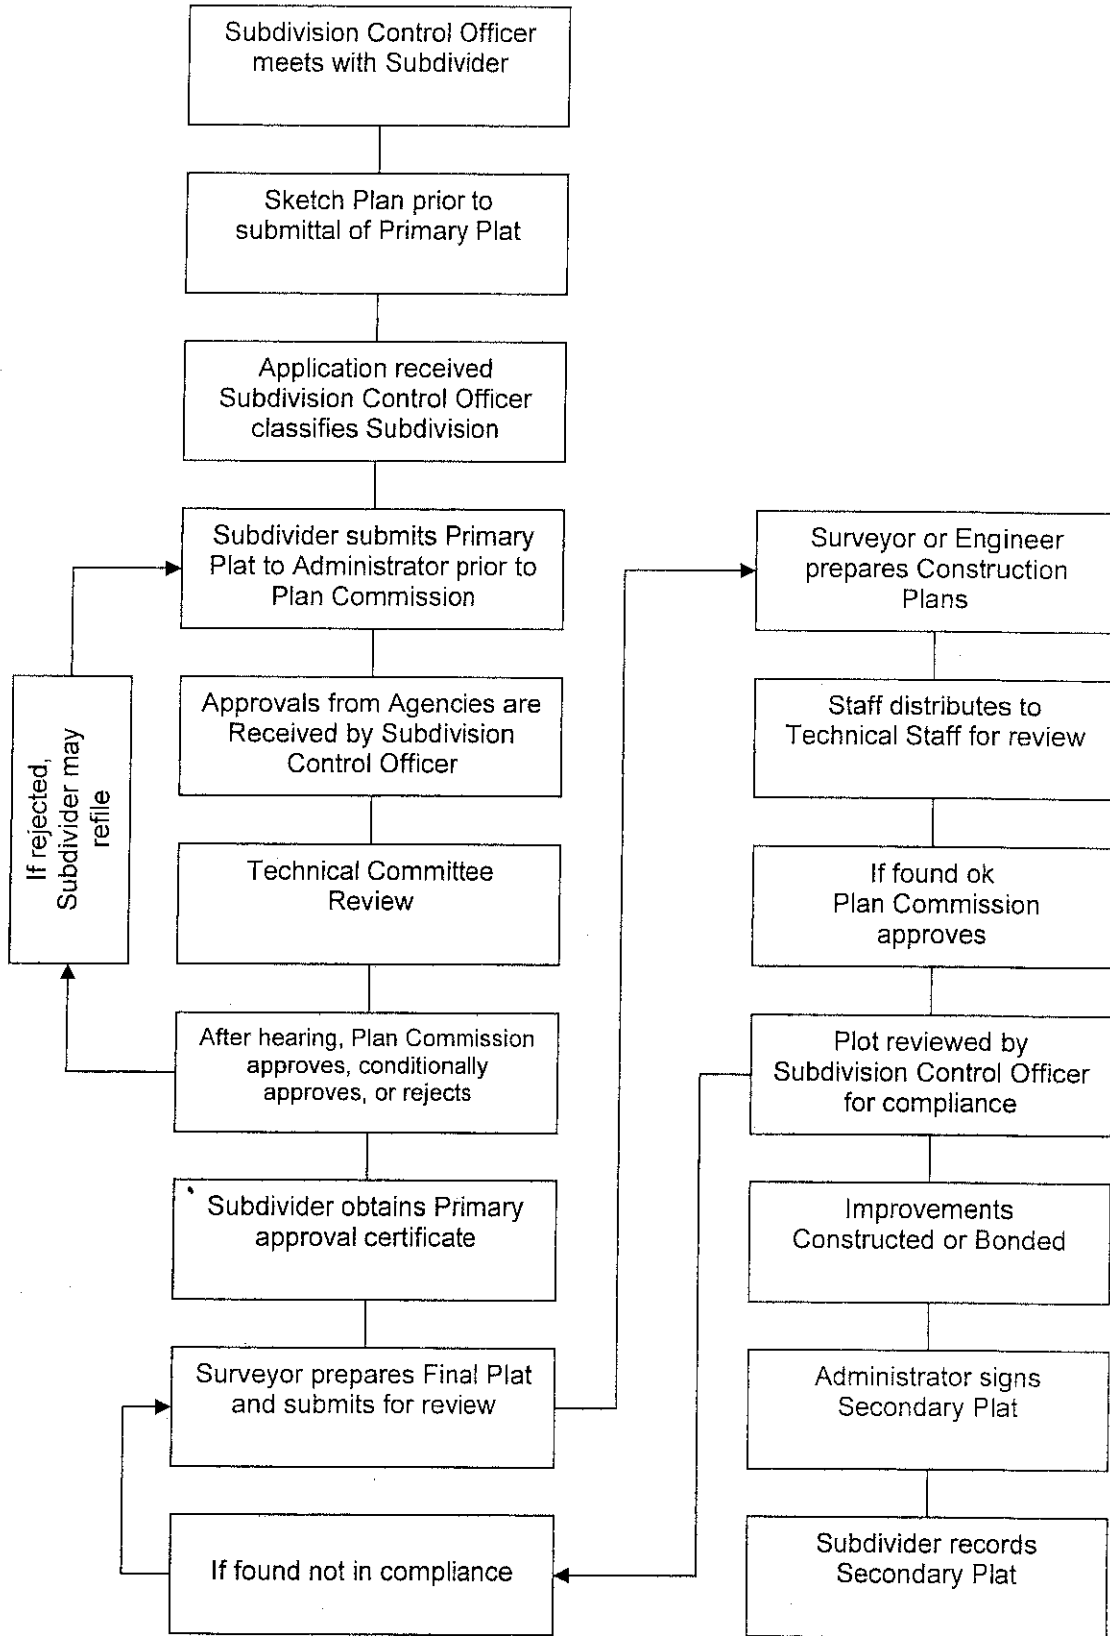 Subdivision Control Officer
meets with Subdivider
Sketch Plan prior to
submittal of Primary Plat
Application received
Subdivision Control Officer
classifies Subdivision
Subdivider submits Primary
Plat to Administrator prior to
Plan Commission
Approvals from Agencies are
Received by Subdivision
Control Officer
Technical Committee
Review
After hearing, Plan Commission
approves, conditionally
approves, or rejects
If rejected,
Subdivider may
refile
Subdivider obtains Primary
approval certificate
Surveyor prepares Final Plat
and submits for review
If found not in compliance
Surveyor or Engineer
prepares Construction
Plans
Staff distributes to
Technical Staff for review
If found ok
Plan Commission
approves
Plot reviewed by
Subdivision Control Officer
for compliance
Improvements
Constructed or Bonded
Administrator signs
Secondary Plat
Subdivider records
Secondary Plat